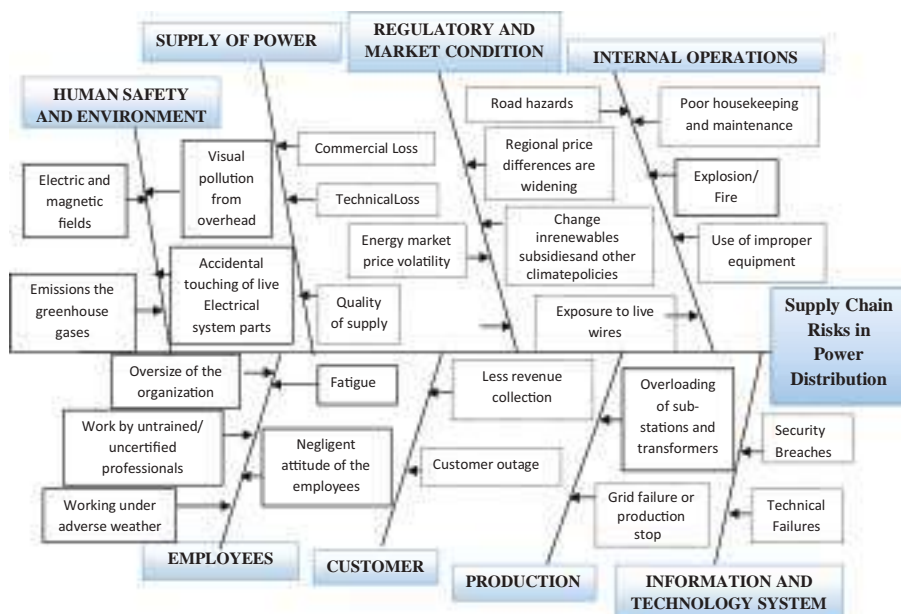 SUPPLY OF POWER
REGULATORY AND
MARKET CONDITION
INTERNAL OPERATIONS
HUMAN SAFETY
AND ENVIRONMENT
Road hazards
Poor housekeeping
and maintenance
Visual
pollution
from
overhead
Commercial Loss
Regional price
differences are
widening
Electric and
magnetic
fields
Explosion/
Fire
TechnicalLoss
Change
inrenewables
subsidiesand other
climatepolicies
Energy market
price volatility
Use of improper
equipment
Accidental
touching of live
Electrical
system parts
Emissions the
greenhouse
gases
Quality
of supply
Exposure to live
wires
Supply Chain
Risks in
Power
Distribution
Oversize of the
organization
Fatigue
Less revenue
collection
Overloading
of sub-
stations and
transformers
Work by untrained/
uncertified
professionals
Negligent
attitude of the
employees
Customer outage
Security
Breaches
Working under
adverse weather
Grid failure or
production
stop
Technical
Failures
EMPLOYEES
CUSTOMER
PRODUCTION
INFORMATION AND
TECHNOLOGY SYSTEM